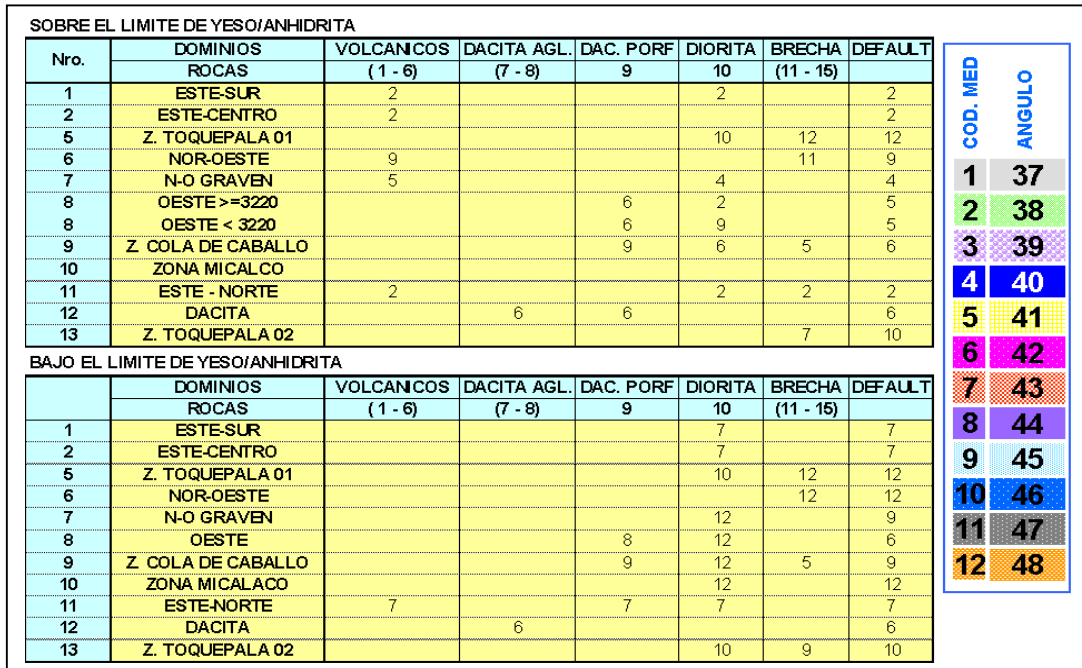 SOBRE EL LIMITE DE YESO/ANHIDRITA
Nro. DOMINIOS VOLCANICOS DACITA AGL. DAC. PORF DIORITA BRECHA DEFAULT
ROCAS (1 - 6) (7 - 8) 9 10 (11 - 15)
1 ESTE-SUR 2 2 2
2 ESTE-CENTRO 2 2
5 Z. TOQUEPALA 01 10 12 12
6 NOR-OESTE 9 11 9
7 N-O GRAVEN 5 4 4
8 OESTE >=3220 6 2 5
8 OESTE < 3220 6 9 5
9 Z. COLA DE CABALLO 9 6 5 6
10 ZONA MICALCO
11 ESTE - NORTE 2 2 2 2
12 DACITA 6 6 6
13 Z. TOQUEPALA 02 7 10
BAJO EL LIMITE DE YESO/ANHIDRITA
DOMINIOS VOLCANICOS DACITA AGL. DAC. PORF DIORITA BRECHA DEFAULT
ROCAS (1 - 6) (7 - 8) 9 10 (11 - 15)
1 ESTE-SUR 7 7
2 ESTE-CENTRO 7 7
5 Z. TOQUEPALA 01 10 12 12
6 NOR-OESTE 12 12
7 N-O GRAVEN 12 9
8 OESTE 8 12 6
9 Z. COLA DE CABALLO 9 12 5 9
10 ZONA MICALACO 12 12
11 ESTE-NORTE 7 7 7 7
12 DACITA 6 6
13 Z. TOQUEPALA 02 10 9 10
COD. MED ANGULO
1 37
2 38
3 39
4 40
5 41
6 42
7 43
8 44
9 45
10 46
11 47
12 48